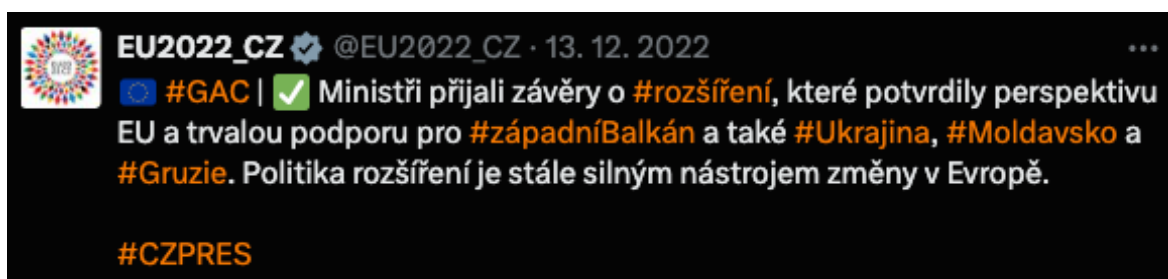 EU2022_CZ @EU2022_CZ · 13. 12. 2022
#GAC | ✅ Ministři přijali závěry o #rozšíření, které potvrdily perspektivu
EU a trvalou podporu pro #západníBalkán a také #Ukrajina, #Moldavsko a
#Gruzie. Politika rozšíření je stále silným nástrojem změny v Evropě.
#CZPRES